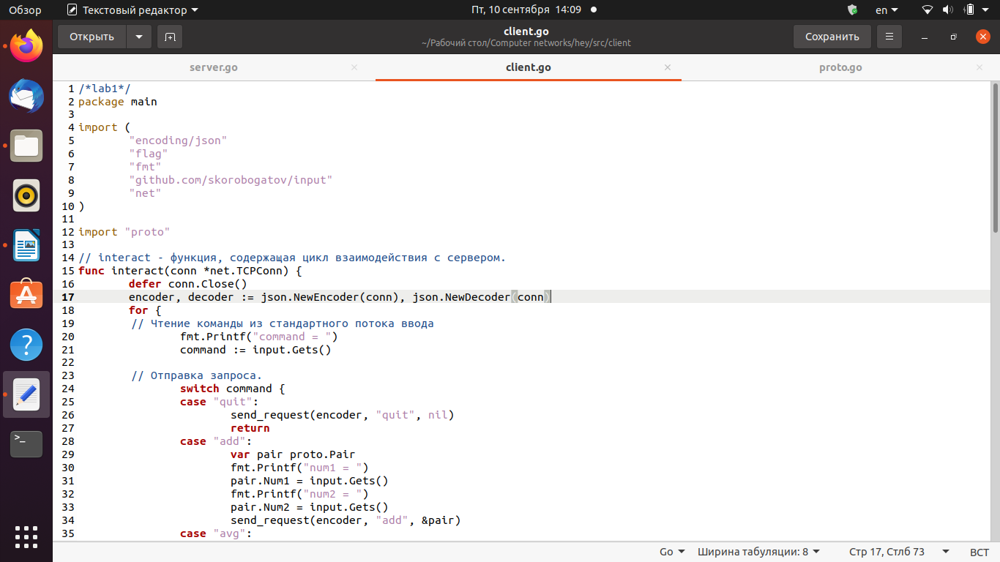 Обзор
Текстовый редактор
Пт, 10 сентября 14:09
en
Открыть
client.go
~/Рабочий стол/Computer networks/hey/src/client
Сохранить
server.go
client.go
proto.go
1 /*lab1*/
2 package main
3
4 import (
5 "encoding/json"
6 "flag"
7 "fmt"
8 "github.com/skorobogatov/input"
9 "net"
10 )
11
12 import "proto"
13
14 // interact - функция, содержащая цикл взаимодействия с сервером.
15 func interact(conn *net.TCPConn) {
16 defer conn.Close()
17 encoder, decoder := json.NewEncoder(conn), json.NewDecoder(conn)
18 for {
19 // Чтение команды из стандартного потока ввода
20 fmt.Printf("command = ")
21 command := input.Gets()
22
23 // Отправка запроса.
24 switch command {
25 case "quit":
26 send_request(encoder, "quit", nil)
27 return
28 case "add":
29 var pair proto.Pair
30 fmt.Printf("num1 = ")
31 pair.Num1 = input.Gets()
32 fmt.Printf("num2 = ")
33 pair.Num2 = input.Gets()
34 send_request(encoder, "add", &pair)
35 case "avg":
Go
Ширина табуляции: 8
Стр 17, Стлб 73
ВСТ